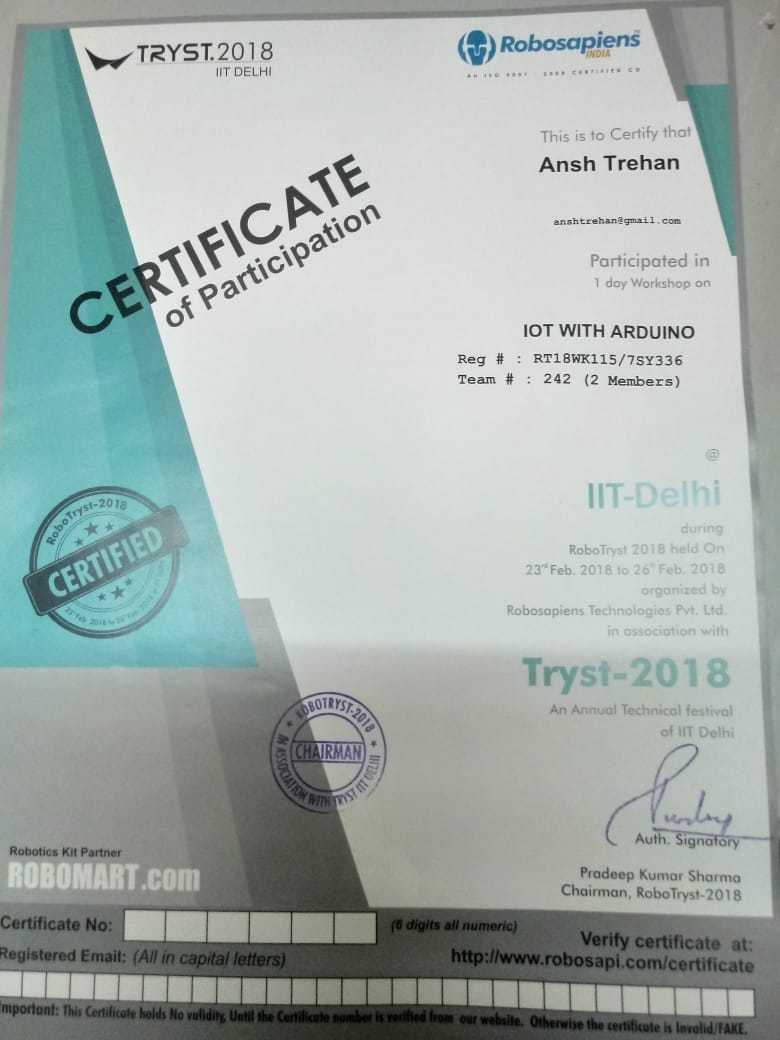 TRYST.2018
IIT DELHI
Robosapiens
INDIA
AN ISO 9001 : 2008 CERTIFIED CO
CERTIFICATE
of Participation
This is to Certify that
Ansh Trehan
anshtrehan@gmail.com
Participated in
1 day Workshop on
IOT WITH ARDUINO
Reg # : RT18WK115/7SY336
Team # : 242 (2 Members)
@
IIT-Delhi
during
RoboTryst 2018 held On
23rd Feb. 2018 to 26th Feb. 2018
organized by
Robosapiens Technologies Pvt. Ltd.
in association with
Tryst-2018
An Annual Technical festival
of IIT Delhi
RoboTryst-2018
CERTIFIED
23rd Feb 2018 to 26th Feb. 2018
ROBOTRYST-2018
CHAIRMAN
IN ASSOCIATION WITH TRYST IIT DELHI
Auth. Signatory
Pradeep Kumar Sharma
Chairman, RoboTryst-2018
Robotics Kit Partner
ROBOMART.com
Certificate No:
(6 digits all numeric)
Verify certificate at:
Registered Email: (All in capital letters)
http://www.robosapi.com/certificate
Important: This Certificate holds No validity, Until the Certificate number is verified from our website. Otherwise the certificate is Invalid/FAKE.